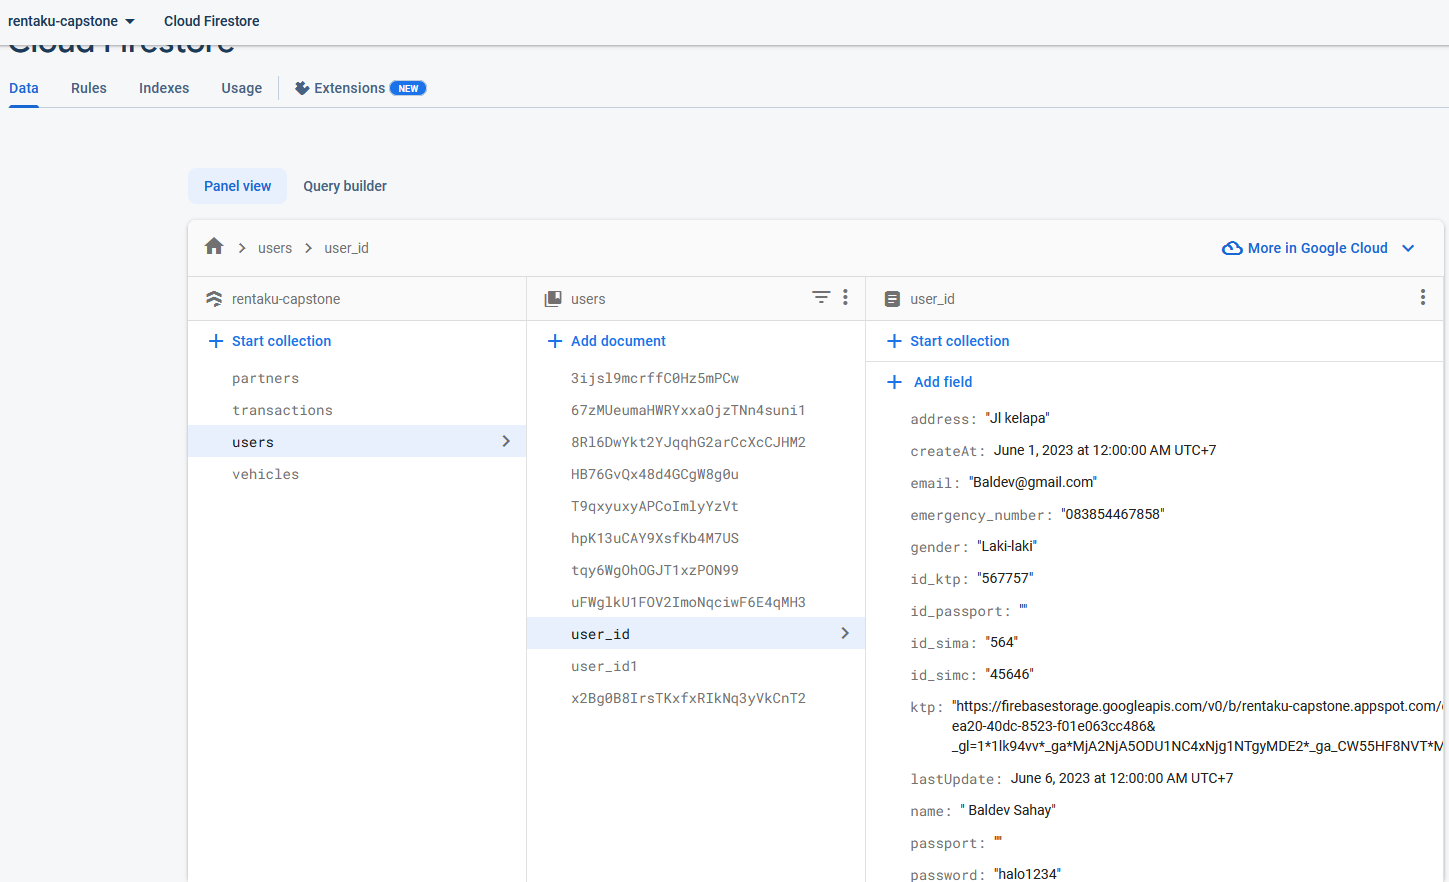 rentaku-capstone Cloud Firestore
Cloud Firestore
Data Rules Indexes Usage Extensions NEW
Panel view Query builder
users user_id More in Google Cloud
rentaku-capstone users user_id
Start collection Add document Start collection
partners
transactions
users
vehicles
3ijsl9mcrffC0Hz5mPCw
67zMUeumaHWRYxxaOjzTNn4suni1
8Rl6DwYkt2YJqqhG2arCcXcCJHM2
HB76GvQx48d4GCgW8g0u
T9qxyuxyAPCoImlyYzVt
hpK13uCAY9XsfKb4M7US
tqy6WgOhOGJT1xzPON99
uFWglkU1FOV2ImoNqciwF6E4qMH3
user_id
user_id1
x2Bg0B8IrsTKxfxRIkNq3yVkCnT2
Add field
address: "Jl kelapa"
createAt: June 1, 2023 at 12:00:00 AM UTC+7
email: "Baldev@gmail.com"
emergency_number: "083854467858"
gender: "Laki-laki"
id_ktp: "567757"
id_passport: ""
id_sima: "564"
id_simc: "45646"
ktp: "https://firebasestorage.googleapis.com/v0/b/rentaku-capstone.appspot.com/
ea20-40dc-8523-f01e063cc486&
_gl=1*1lk94vv*_ga*MjA2NjA5ODU1NC4xNjg1NTgyMDE2*_ga_CW55HF8NVT*M
lastUpdate: June 6, 2023 at 12:00:00 AM UTC+7
name: " Baldev Sahay"
passport: ""
password: "halo1234"